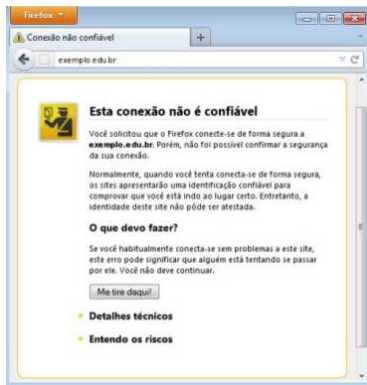 Firefox
Conexão não confiável
exemplo.edu.br
Esta conexão não é confiável
Você solicitou que o Firefox conecte-se de forma segura a
exemplo.edu.br. Porém, não foi possível confirmar a segurança
da sua conexão.
Normalmente, quando você tenta conecta-se de forma segura,
os sites apresentarão uma identificação confiável para
comprovar que você está indo ao lugar certo. Entretanto, a
identidade deste site não pôde ser atestada.
O que devo fazer?
Se você habitualmente conecta-se sem problemas a este site,
este erro pode significar que alguém está tentando se passar
por ele. Você não deve continuar.
Me tire daqui!
Detalhes técnicos
Entendo os riscos